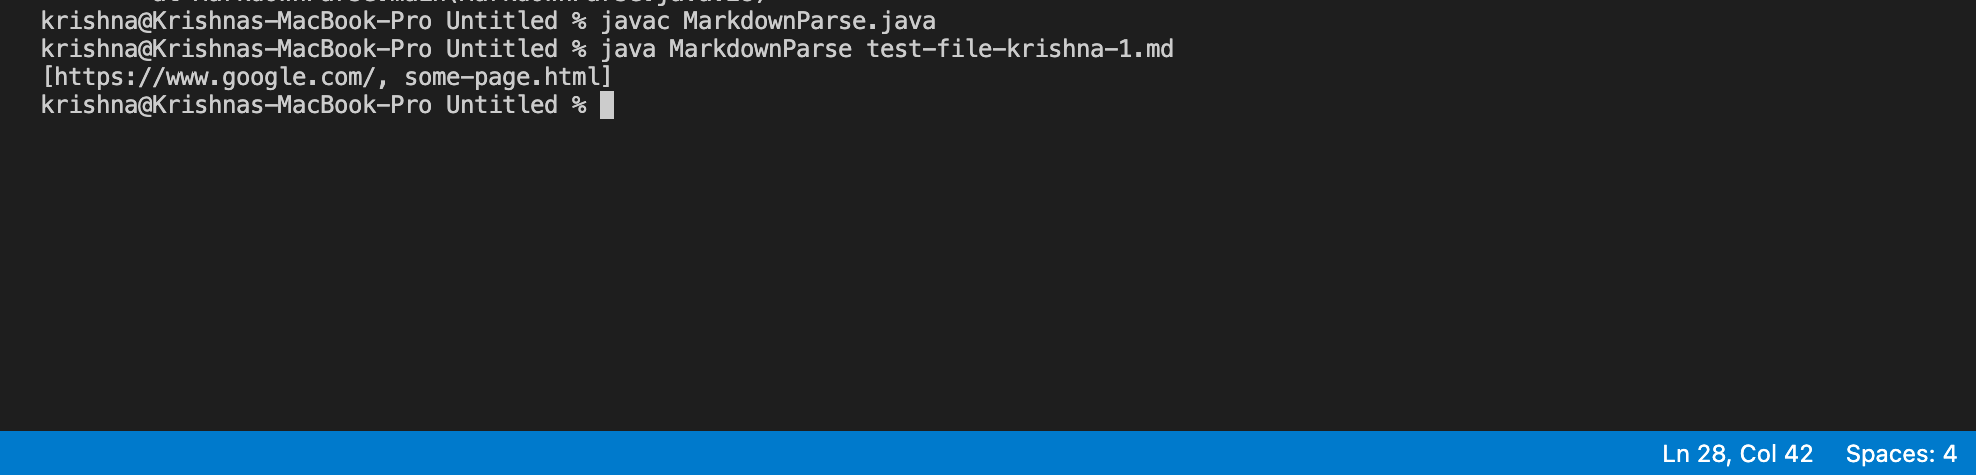 krishna@Krishnas-MacBook-Pro Untitled % javac MarkdownParse.java
krishna@Krishnas-MacBook-Pro Untitled % java MarkdownParse test-file-krishna-1.md
[https://www.google.com/, some-page.html]
krishna@Krishnas-MacBook-Pro Untitled %
Ln 28, Col 42 Spaces: 4